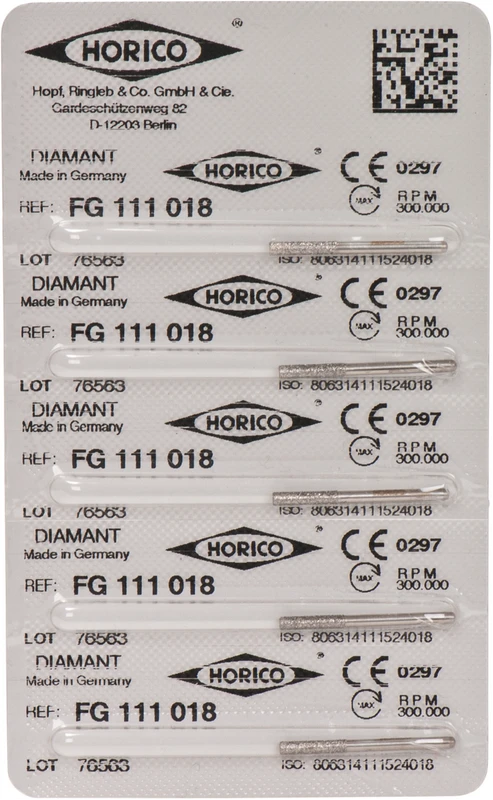 HORICO ®
Hopf, Ringleb & Co. GmbH & Cie.
Gardeschützenweg 82
D-12203 Berlin
DIAMANT HORICO ® CE 0297
Made in Germany
REF: FG 111 018 MAX RPM 300.000
LOT 76563 ISO: 806314111524018
DIAMANT HORICO ® CE 0297
Made in Germany
REF: FG 111 018 MAX RPM 300.000
LOT 76563 ISO: 806314111524018
DIAMANT HORICO ® CE 0297
Made in Germany
REF: FG 111 018 MAX RPM 300.000
LOT 76563 ISO: 806314111524018
DIAMANT HORICO ® CE 0297
Made in Germany
REF: FG 111 018 MAX RPM 300.000
LOT 76563 ISO: 806314111524018
DIAMANT HORICO ® CE 0297
Made in Germany
REF: FG 111 018 MAX RPM 300.000
LOT 76563 ISO: 806314111524018